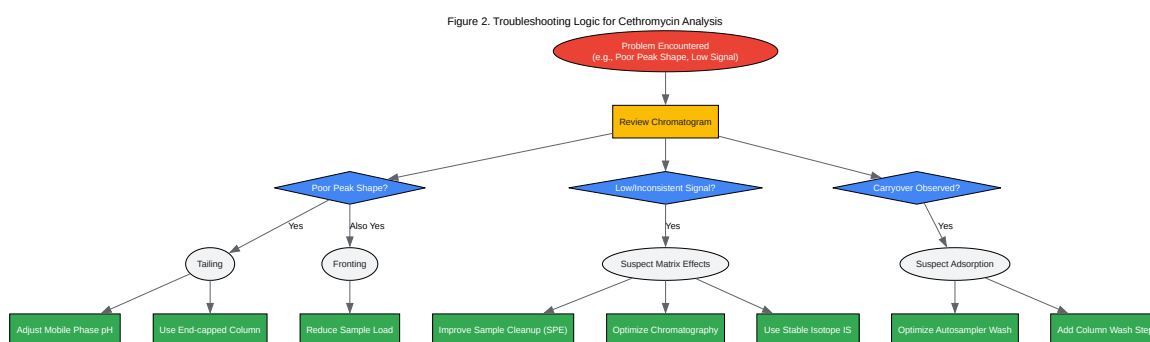 Figure 2. Troubleshooting Logic for Cethromycin Analysis
Problem Encountered
(e.g., Poor Peak Shape, Low Signal)
Review Chromatogram
Poor Peak Shape?
Low/Inconsistent Signal?
Carryover Observed?
Yes
Also Yes
Yes
Yes
Tailing
Fronting
Suspect Matrix Effects
Suspect Adsorption
Adjust Mobile Phase pH
Use End-capped Column
Reduce Sample Load
Improve Sample Cleanup (SPE)
Optimize Chromatography
Use Stable Isotope IS
Optimize Autosampler Wash
Add Column Wash Step